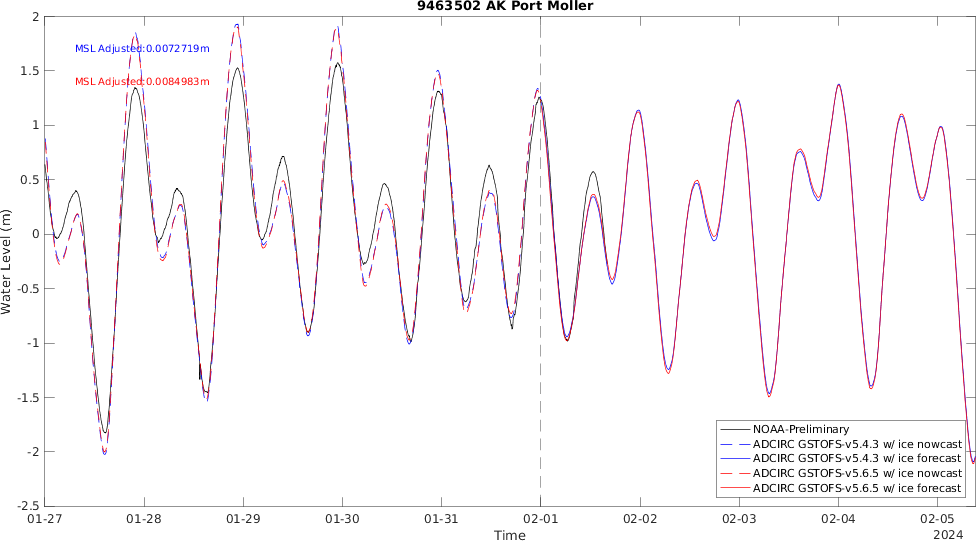 9463502 AK Port Moller
MSL Adjusted:0.0072719m
MSL Adjusted:0.0084983m
Water Level (m)
2
1.5
1
0.5
0
-0.5
-1
-1.5
-2
-2.5
NOAA-Preliminary
ADCIRC GSTOFS-v5.4.3 w/ ice nowcast
ADCIRC GSTOFS-v5.4.3 w/ ice forecast
ADCIRC GSTOFS-v5.6.5 w/ ice nowcast
ADCIRC GSTOFS-v5.6.5 w/ ice forecast
01-27 01-28 01-29 01-30 01-31 02-01 02-02 02-03 02-04 02-05
Time
2024